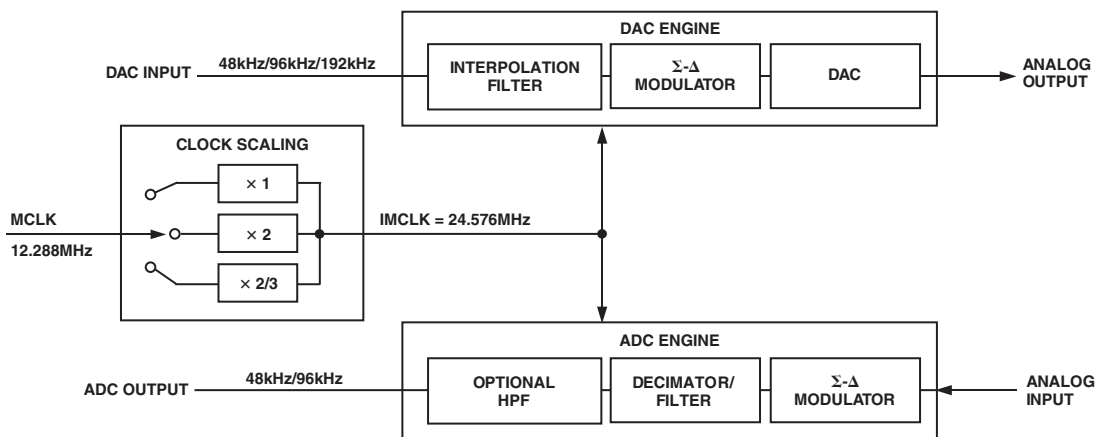 DAC ENGINE
DAC INPUT
48kHz/96kHz/192kHz
INTERPOLATION
FILTER
Σ-Δ
MODULATOR
DAC
ANALOG
OUTPUT
CLOCK SCALING
× 1
MCLK
12.288MHz
× 2
IMCLK = 24.576MHz
× 2/3
ADC ENGINE
ADC OUTPUT
48kHz/96kHz
OPTIONAL
HPF
DECIMATOR/
FILTER
Σ-Δ
MODULATOR
ANALOG
INPUT